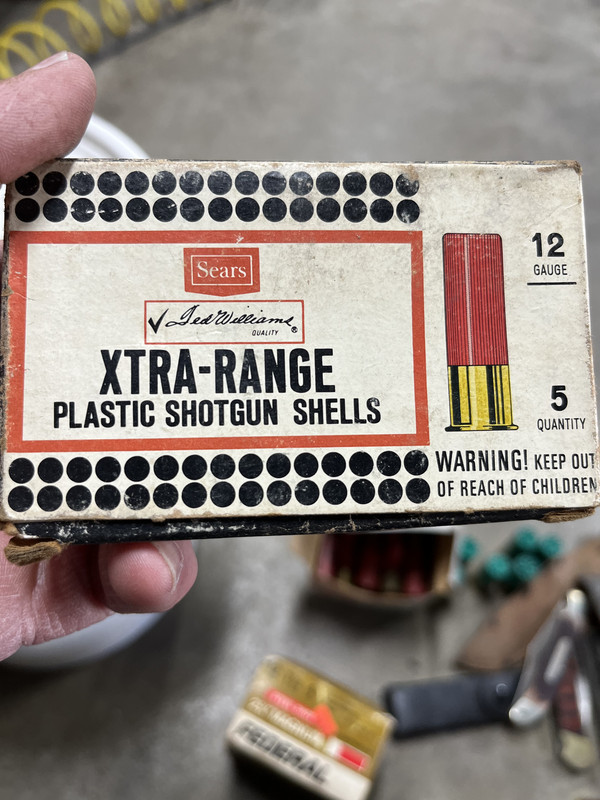 Sears
Ted Williams
QUALITY ®
XTRA-RANGE
PLASTIC SHOTGUN SHELLS
12
GAUGE
5
QUANTITY
WARNING! KEEP OUT
OF REACH OF CHILDREN
FEDERAL